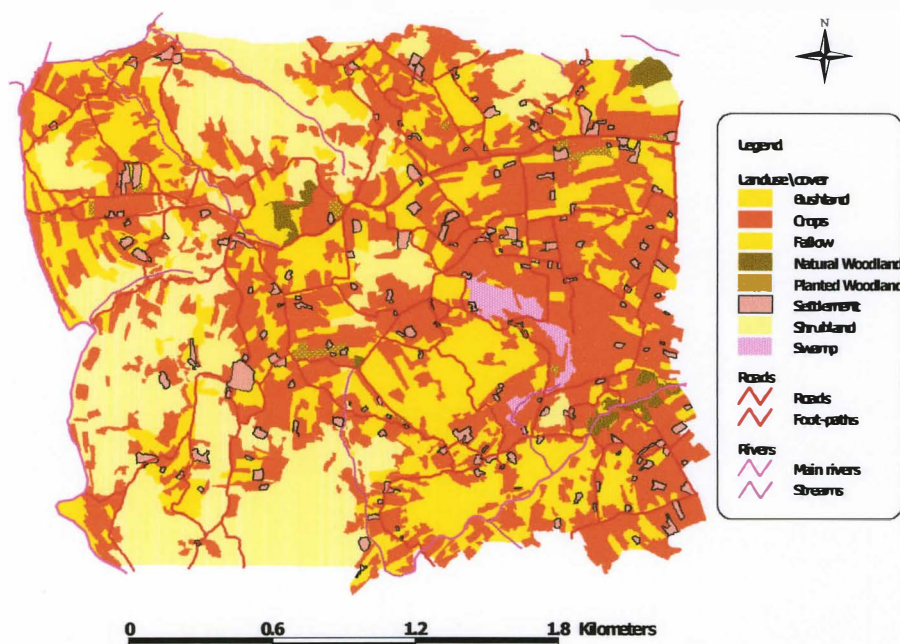 N
Legend
Landuse\cover
Bushland
Crops
Fallow
Natural Woodland
Planted Woodland
Settlement
Shrubland
Swamp
Roads
Roads
Foot-paths
Rivers
Main rivers
Streams
0 0.6 1.2 1.8 Kilometers